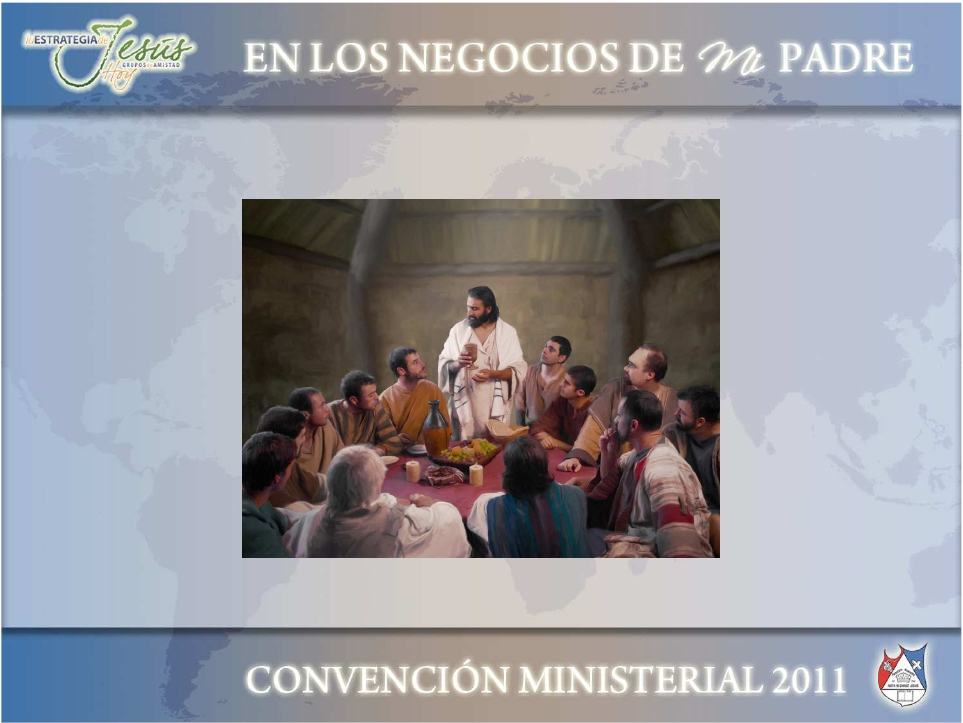 la ESTRATEGIA de
Jesús
GRUPOS de AMISTAD
Hoy
EN LOS NEGOCIOS DE Mi PADRE
CONVENCIÓN MINISTERIAL 2011